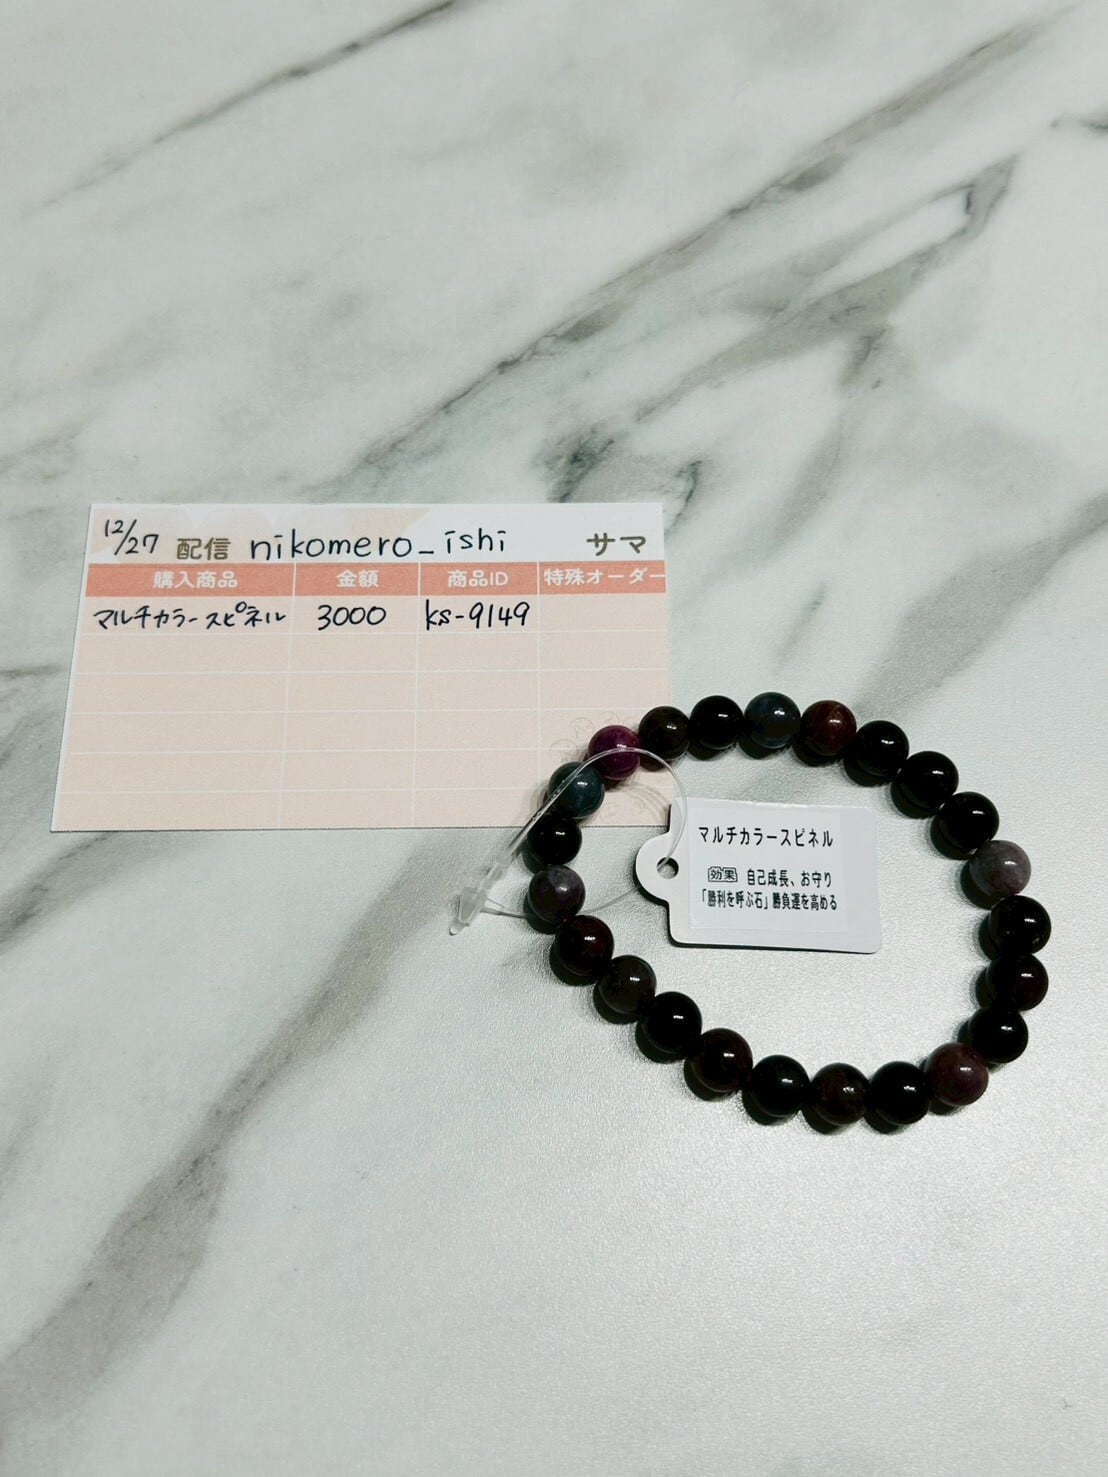 12/27 配信 nikomero_ishi サマ
購入商品 金額 商品ID 特殊オーダー
マルチカラースピネル 3000 ks-9149
マルチカラースピネル
効果 自己成長、お守り
「勝利を呼ぶ石」勝負運を高める